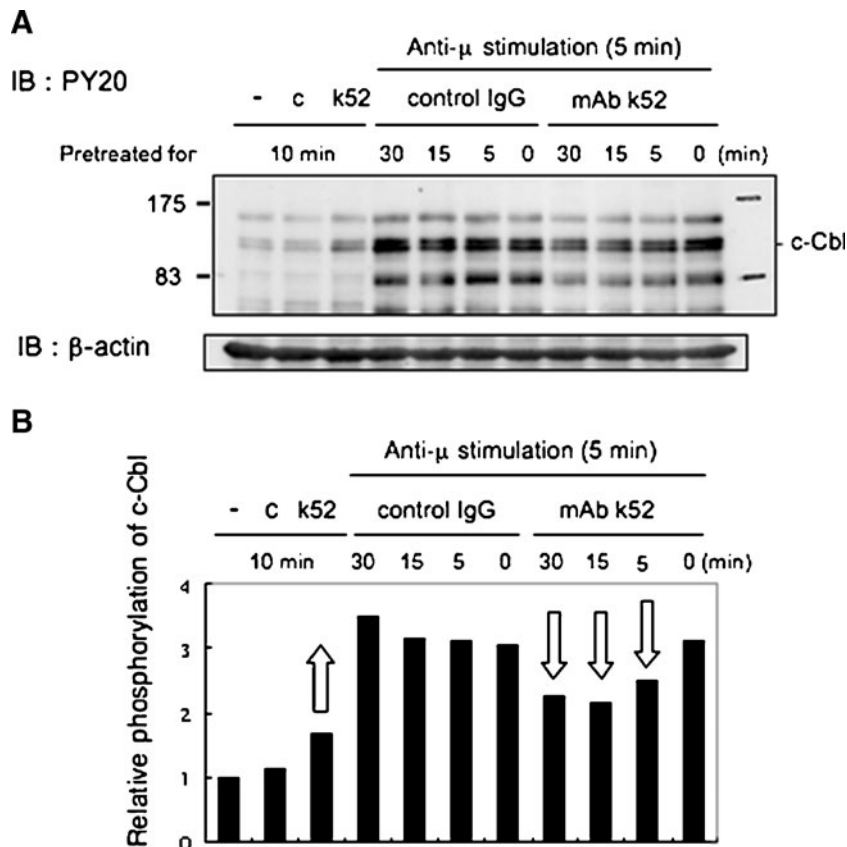 A
Anti-μ stimulation (5 min)
IB : PY20
- c k52 control IgG mAb k52
Pretreated for 10 min 30 15 5 0 30 15 5 0 (min)
175
c-Cbl
83
IB : β-actin
B
Anti-μ stimulation (5 min)
- c k52 control IgG mAb k52
10 min 30 15 5 0 30 15 5 0 (min)
Relative phosphorylation of c-Cbl
4
3
2
1
0